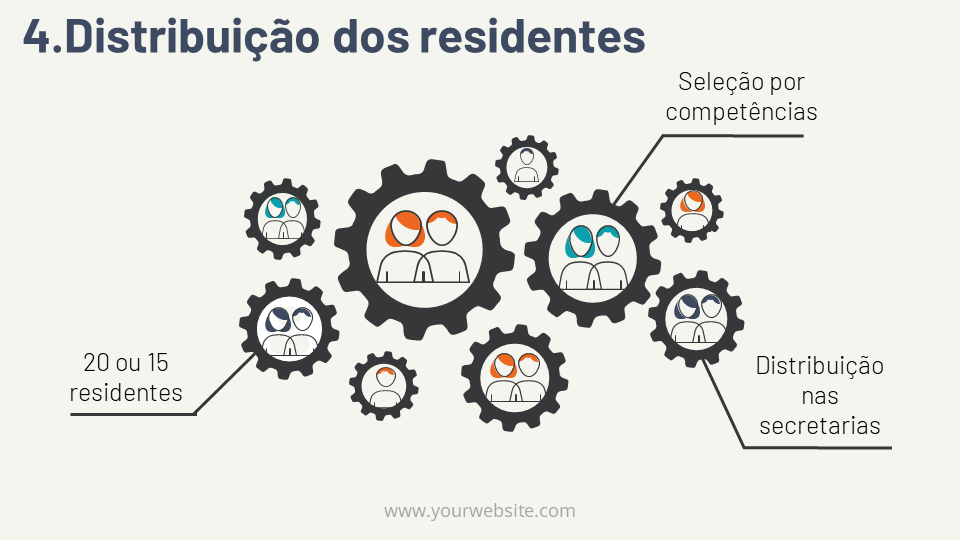 4.Distribuição dos residentes
Seleção por
competências
20 ou 15
residentes
Distribuição
nas
secretarias
www.yourwebsite.com